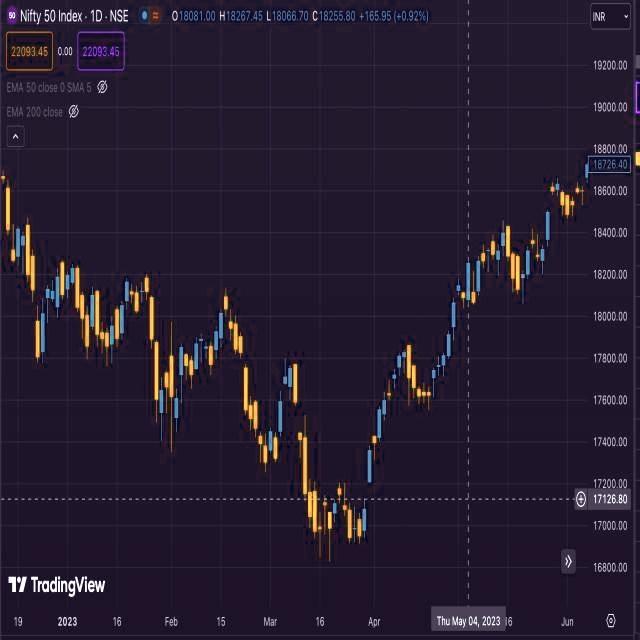 50 Nifty 50 Index · 1D · NSE O18081.00 H18267.45 L18066.70 C18255.80 +165.95 (+0.92%) INR
22093.45 0.00 22093.45
EMA 50 close 0 SMA 5
EMA 200 close
19200.00
19000.00
18800.00
18726.40
18600.00
18400.00
18200.00
18000.00
17800.00
17600.00
17400.00
17200.00
17126.80
17000.00
16800.00
TradingView
19 2023 16 Feb 15 Mar 16 Apr Thu May 04, 2023 16 Jun